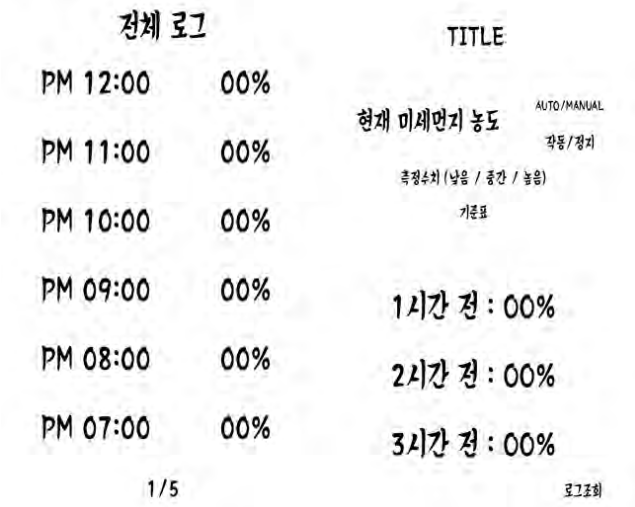 전체 로그
PM 12:00 00%
PM 11:00 00%
PM 10:00 00%
PM 09:00 00%
PM 08:00 00%
PM 07:00 00%
1/5
TITLE
현재 미세먼지 농도
AUTO/MANUAL
작동/정지
측정수치 (낮음 / 중간 / 높음)
기준표
1시간 전 : 00%
2시간 전 : 00%
3시간 전 : 00%
로그조회